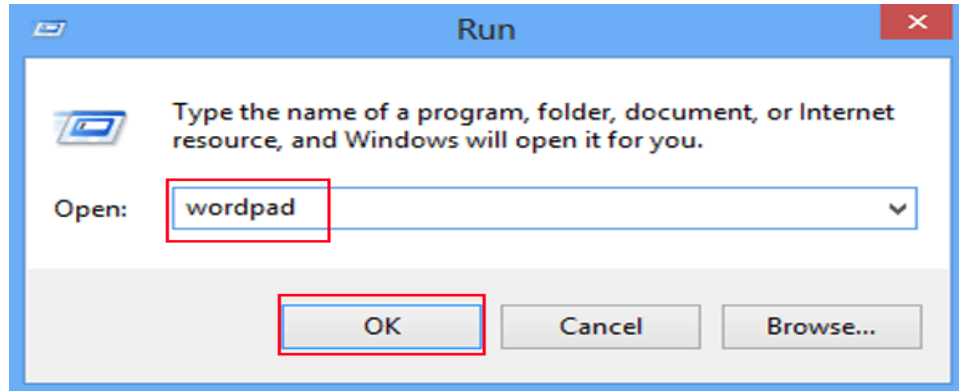 Run
Type the name of a program, folder, document, or Internet
resource, and Windows will open it for you.
Open: wordpad
OK Cancel Browse...